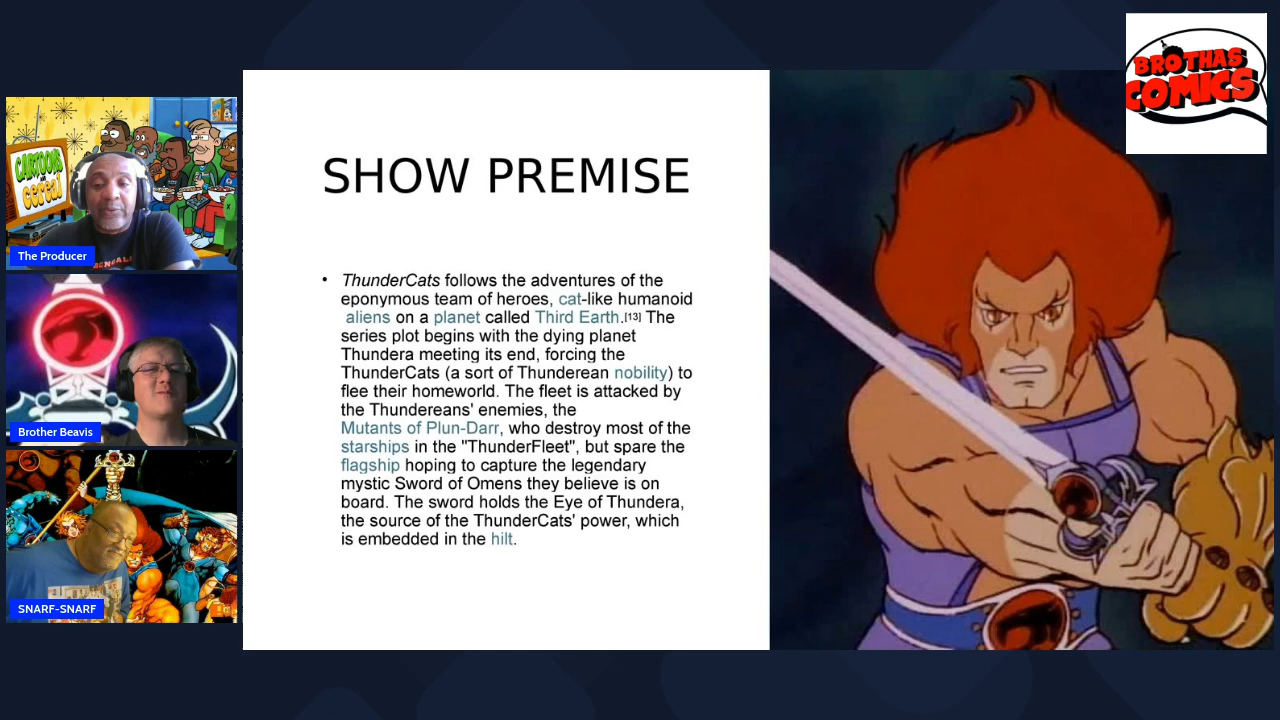 BROTHAS
COMICS
CARTOONS
&
cereal
BENGALS
The Producer
Brother Beavis
SNARF-SNARF
SHOW PREMISE
• ThunderCats follows the adventures of the
eponymous team of heroes, cat-like humanoid
aliens on a planet called Third Earth.[13] The
series plot begins with the dying planet
Thundera meeting its end, forcing the
ThunderCats (a sort of Thunderean nobility) to
flee their homeworld. The fleet is attacked by
the Thundereans' enemies, the
Mutants of Plun-Darr, who destroy most of the
starships in the "ThunderFleet", but spare the
flagship hoping to capture the legendary
mystic Sword of Omens they believe is on
board. The sword holds the Eye of Thundera,
the source of the ThunderCats' power, which
is embedded in the hilt.